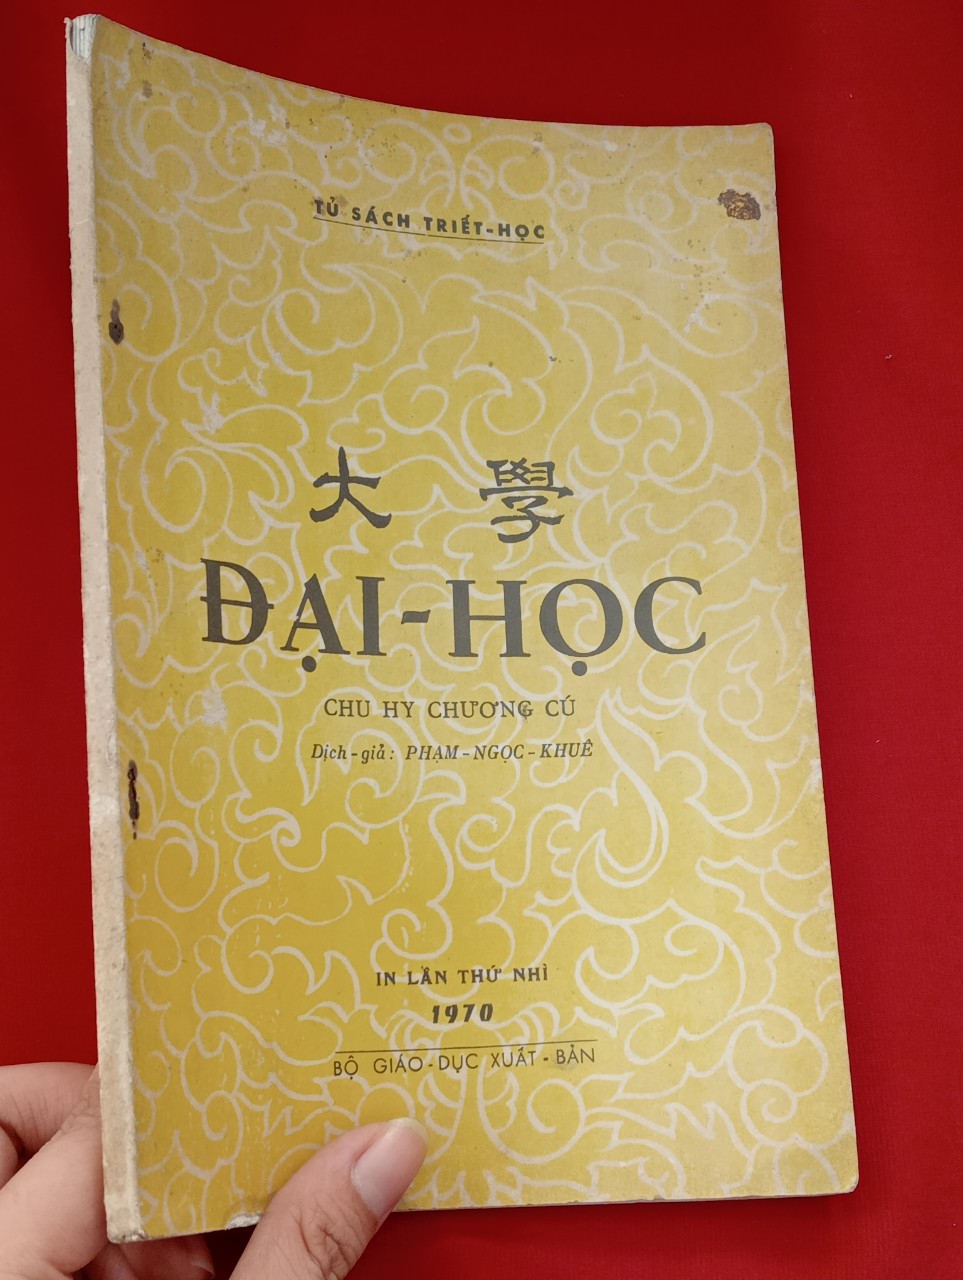 TỦ SÁCH TRIẾT-HỌC
大 學
ĐẠI-HỌC
CHU HY CHƯƠNG CÚ
Dịch-giả: PHẠM-NGỌC-KHUÊ
IN LẦN THỨ NHÌ
1970
BỘ GIÁO-DỤC XUẤT-BẢN